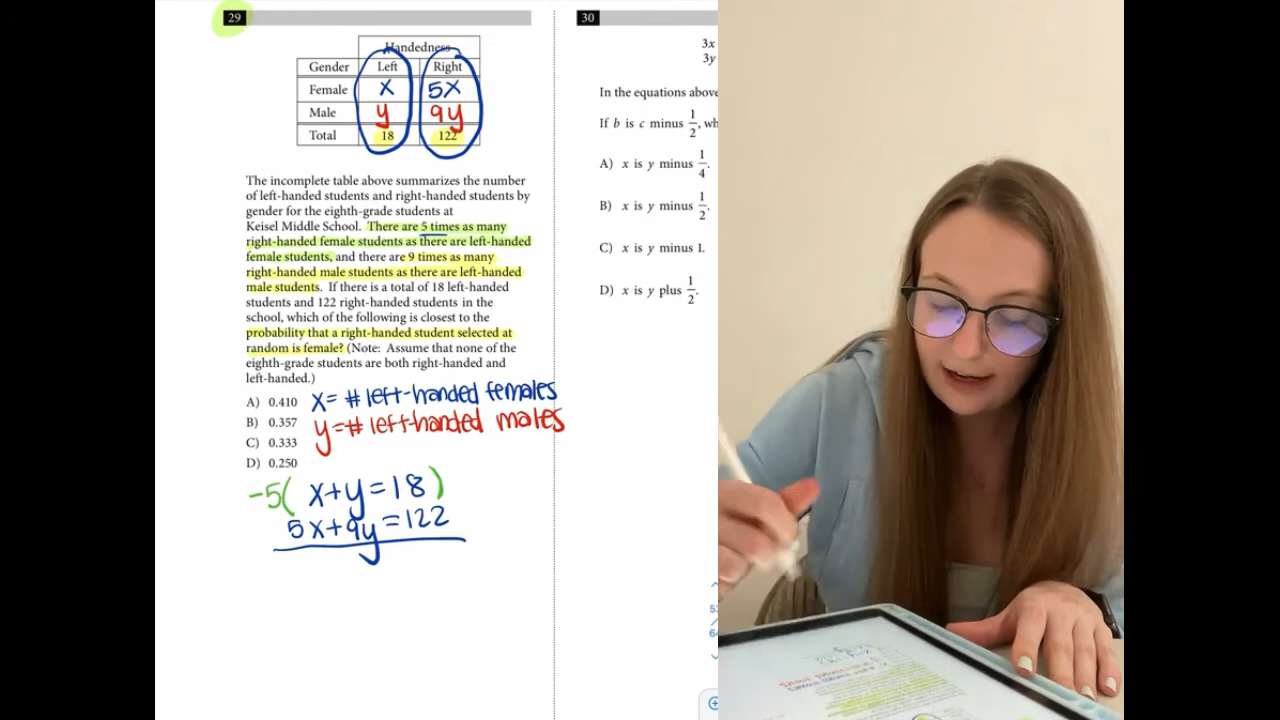 29
Handedness
Gender Left Right
Female x 5x
Male y 9y
Total 18 122
The incomplete table above summarizes the number
of left-handed students and right-handed students by
gender for the eighth-grade students at
Keisel Middle School. There are 5 times as many
right-handed female students as there are left-handed
female students, and there are 9 times as many
right-handed male students as there are left-handed
male students. If there is a total of 18 left-handed
students and 122 right-handed students in the
school, which of the following is closest to the
probability that a right-handed student selected at
random is female? (Note: Assume that none of the
eighth-grade students are both right-handed and
left-handed.)
A) 0.410
B) 0.357
C) 0.333
D) 0.250
x= # left-handed females
y=# left-handed males
-5( x+y=18 )
5x+9y=122
30
3x
3y
In the equations above
If b is c minus 1/2, wh
A) x is y minus 1/4.
B) x is y minus 1/2.
C) x is y minus 1.
D) x is y plus 1/2.